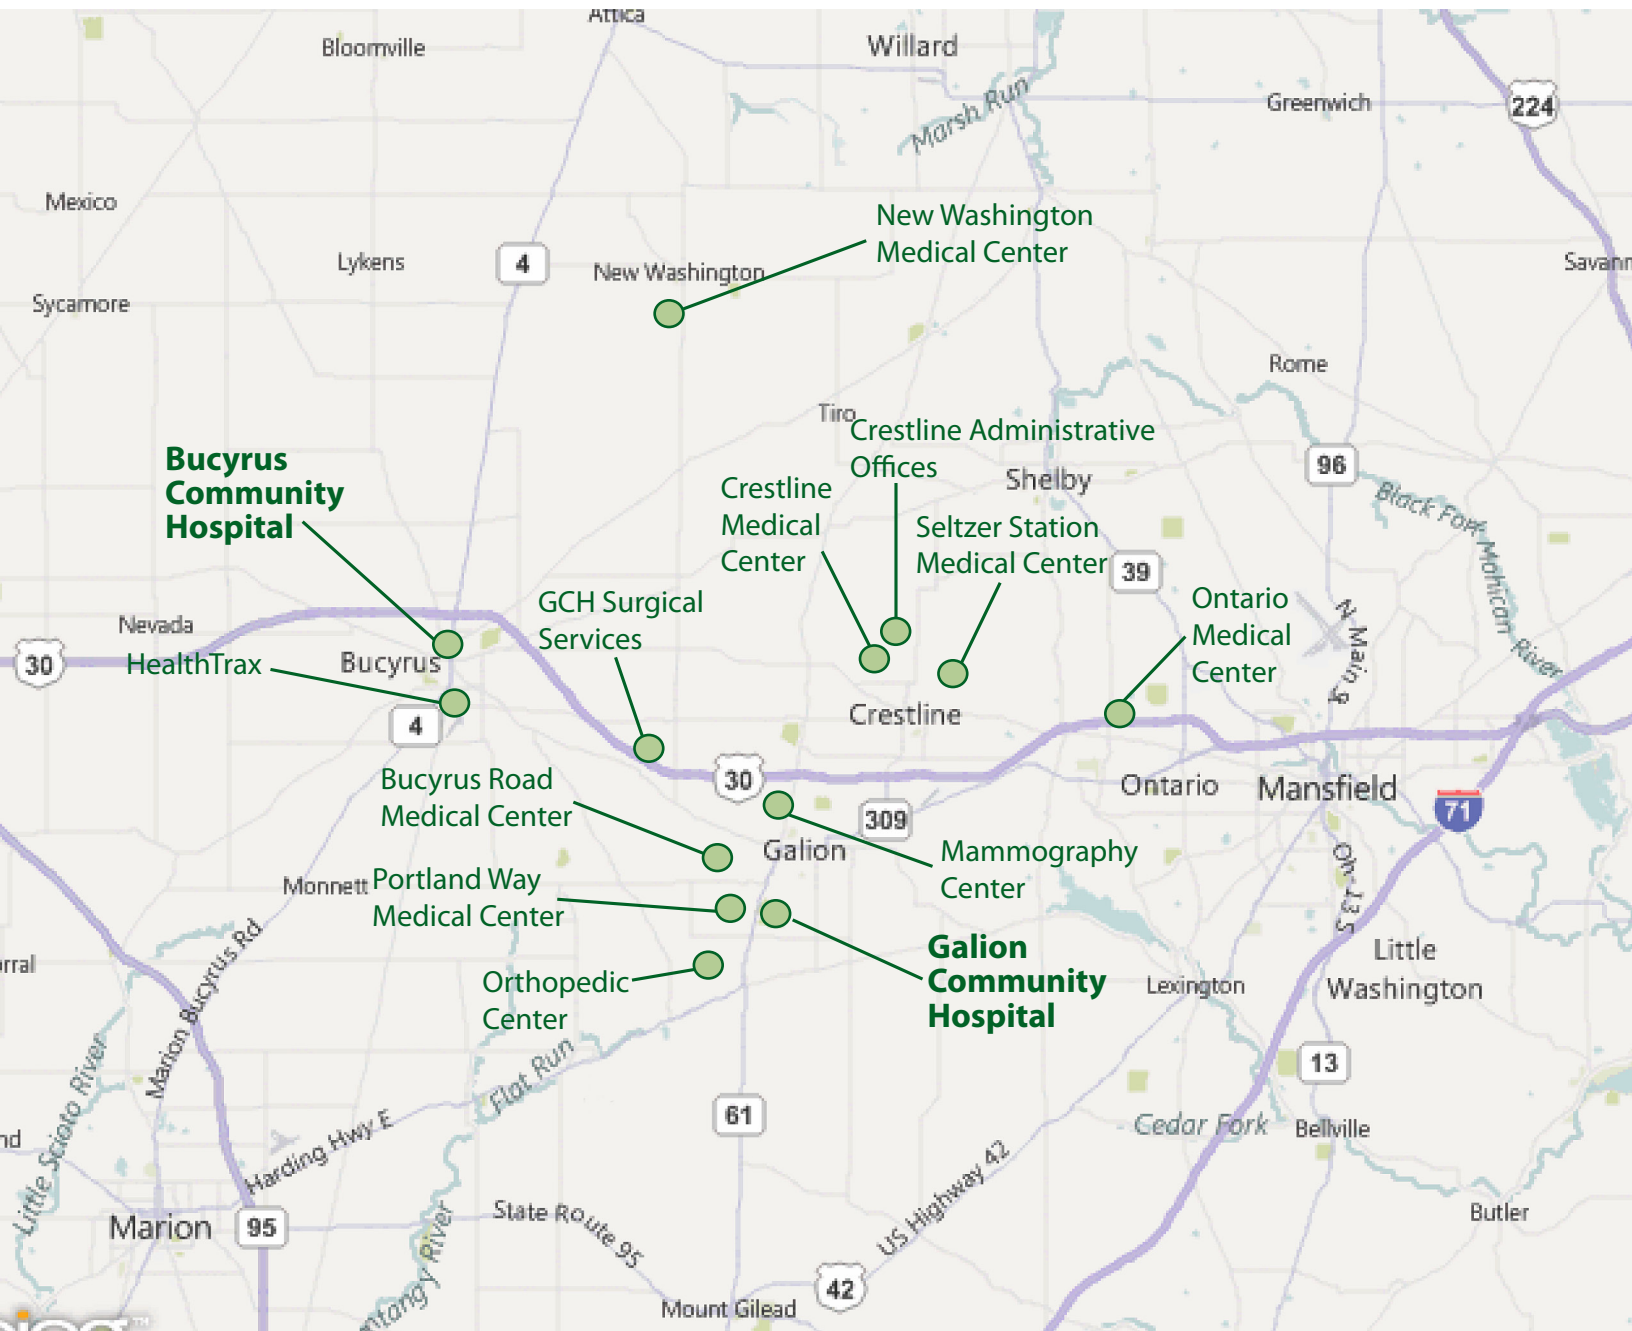 Attica
Bloomville
Willard
Marsh Run
Greenwich
224
Mexico
New Washington
Medical Center
Lykens
4
New Washington
Sycamore
Rome
Tiro
Crestline Administrative
Offices
Bucyrus
Community
Hospital
Crestline
Medical
Center
Shelby
96
Black Fork Mohican River
Seltzer Station
Medical Center
39
GCH Surgical
Services
Ontario
Medical
Center
N Main St
Nevada
30
HealthTrax
Bucyrus
4
Crestline
Bucyrus Road
Medical Center
30
Ontario
Mansfield
71
309
Galion
Mammography
Center
Monnett
Portland Way
Medical Center
Oh-13 S
Galion
Community
Hospital
Little
Washington
Orthopedic
Center
Lexington
Marion Bucyrus Rd
Little Scioto River
Flat Run
13
61
Cedar Fork
Bellville
Harding Hwy E
US Highway 42
Marion
95
State Route 95
Butler
42
Mount Gilead